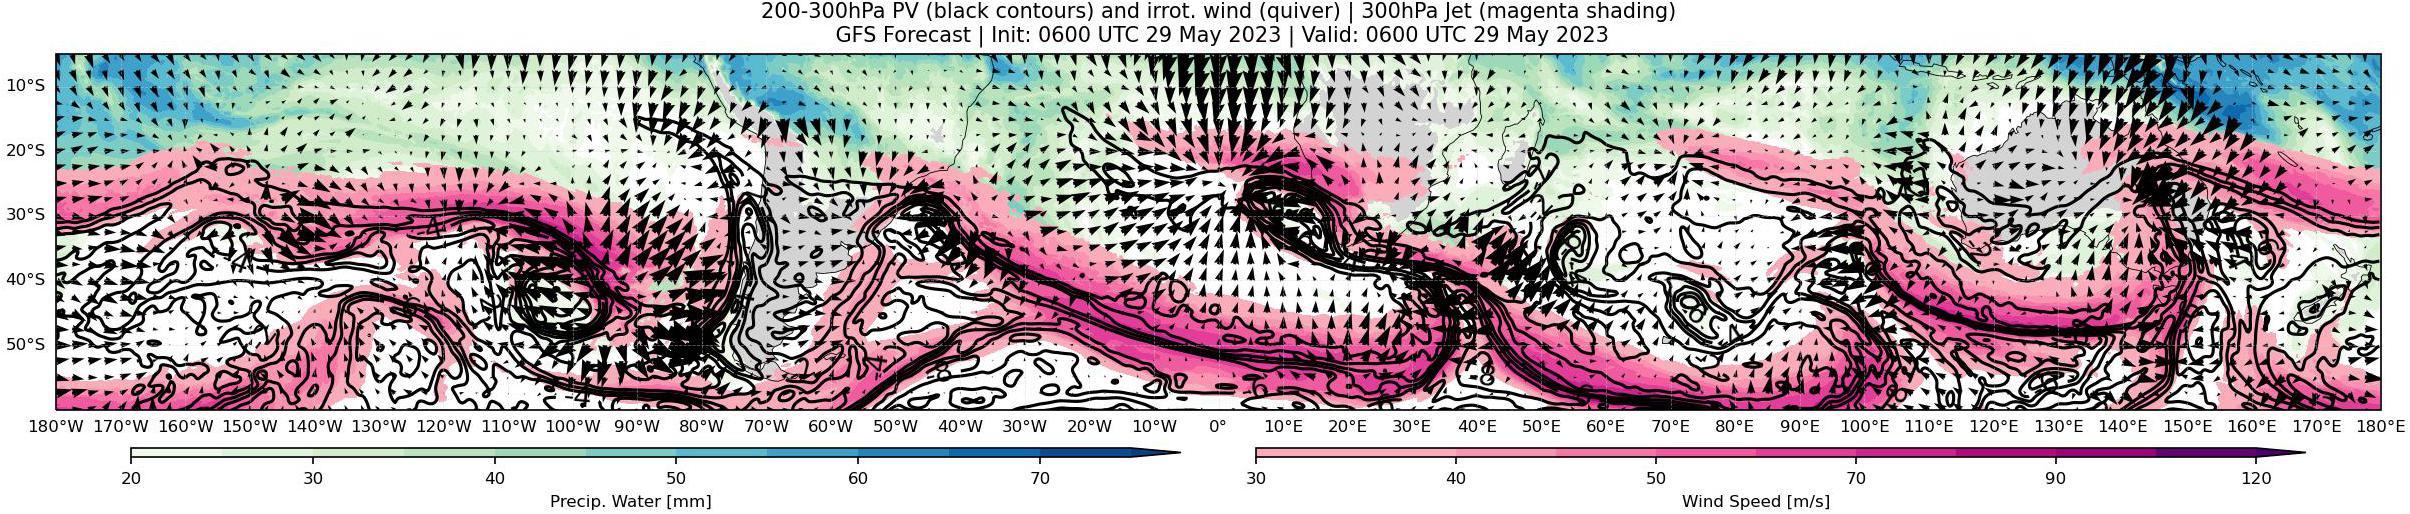 200-300hPa PV (black contours) and irrot. wind (quiver) | 300hPa Jet (magenta shading)
GFS Forecast | Init: 0600 UTC 29 May 2023 | Valid: 0600 UTC 29 May 2023
10°S
20°S
30°S
40°S
50°S
180°W 170°W 160°W 150°W 140°W 130°W 120°W 110°W 100°W 90°W 80°W 70°W 60°W 50°W 40°W 30°W 20°W 10°W 0° 10°E 20°E 30°E 40°E 50°E 60°E 70°E 80°E 90°E 100°E 110°E 120°E 130°E 140°E 150°E 160°E 170°E 180°E
20 30 40 50 60 70
Precip. Water [mm]
30 40 50 70 90 120
Wind Speed [m/s]